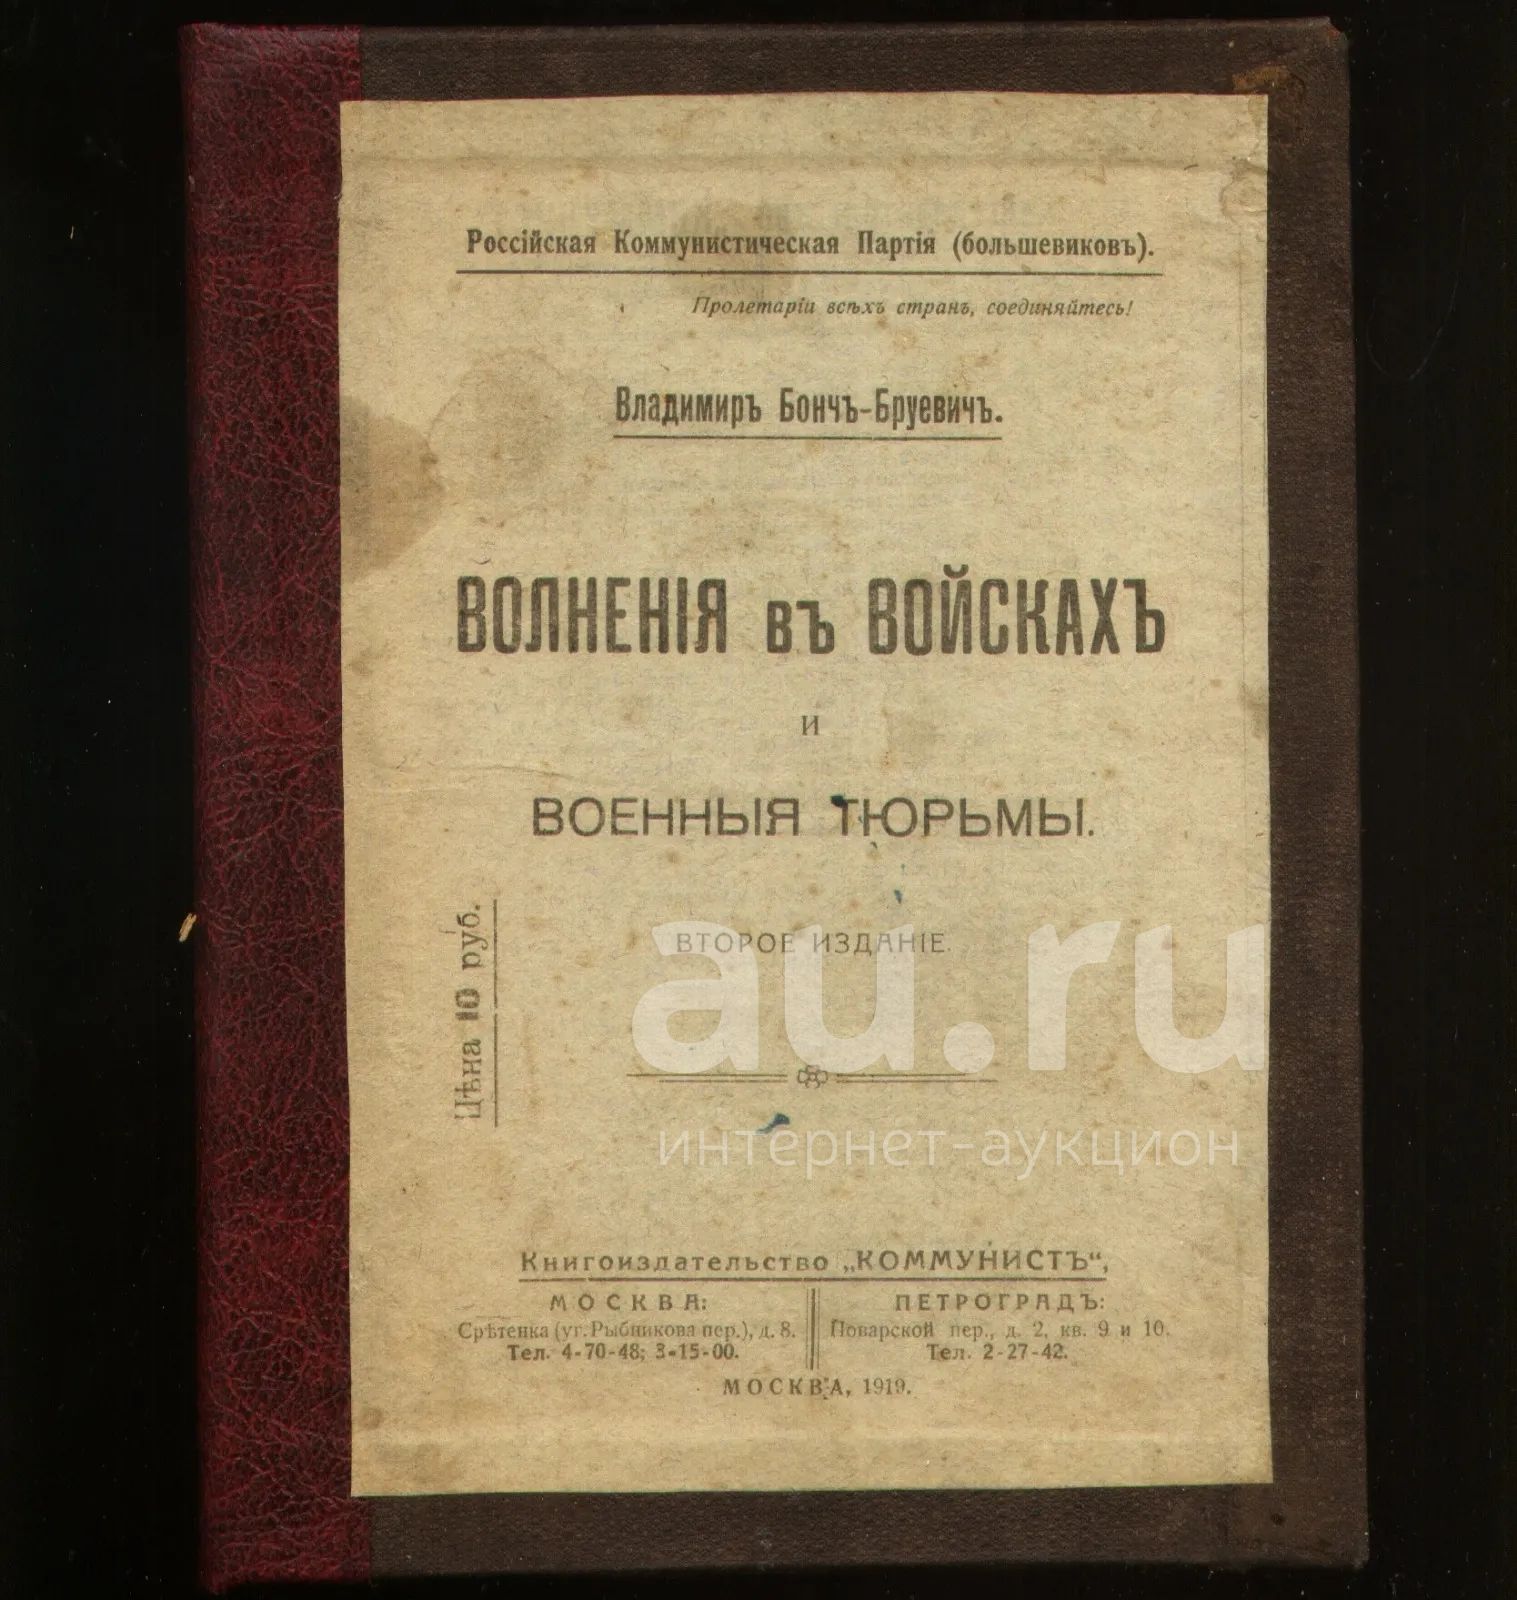 Россійская Коммунистическая Партія (большевиковъ).
Пролетаріи всѣхъ странъ, соединяйтесь!
Владимиръ Бончъ-Бруевичъ.
ВОЛНЕНІЯ въ ВОЙСКАХЪ
и
ВОЕННЫЯ ТЮРЬМЫ.
Цѣна 10 руб.
ВТОРОЕ ИЗДАНІЕ.
au.ru
интернет-аукцион
Книгоиздательство „КОММУНИСТЪ“,
МОСКВА:
Срѣтенка (уг. Рыбникова пер.), д. 8.
Тел. 4-70-48; 3-15-00.
ПЕТРОГРАДЪ:
Поварской пер., д. 2, кв. 9 и 10.
Тел. 2-27-42.
МОСКВА, 1919.